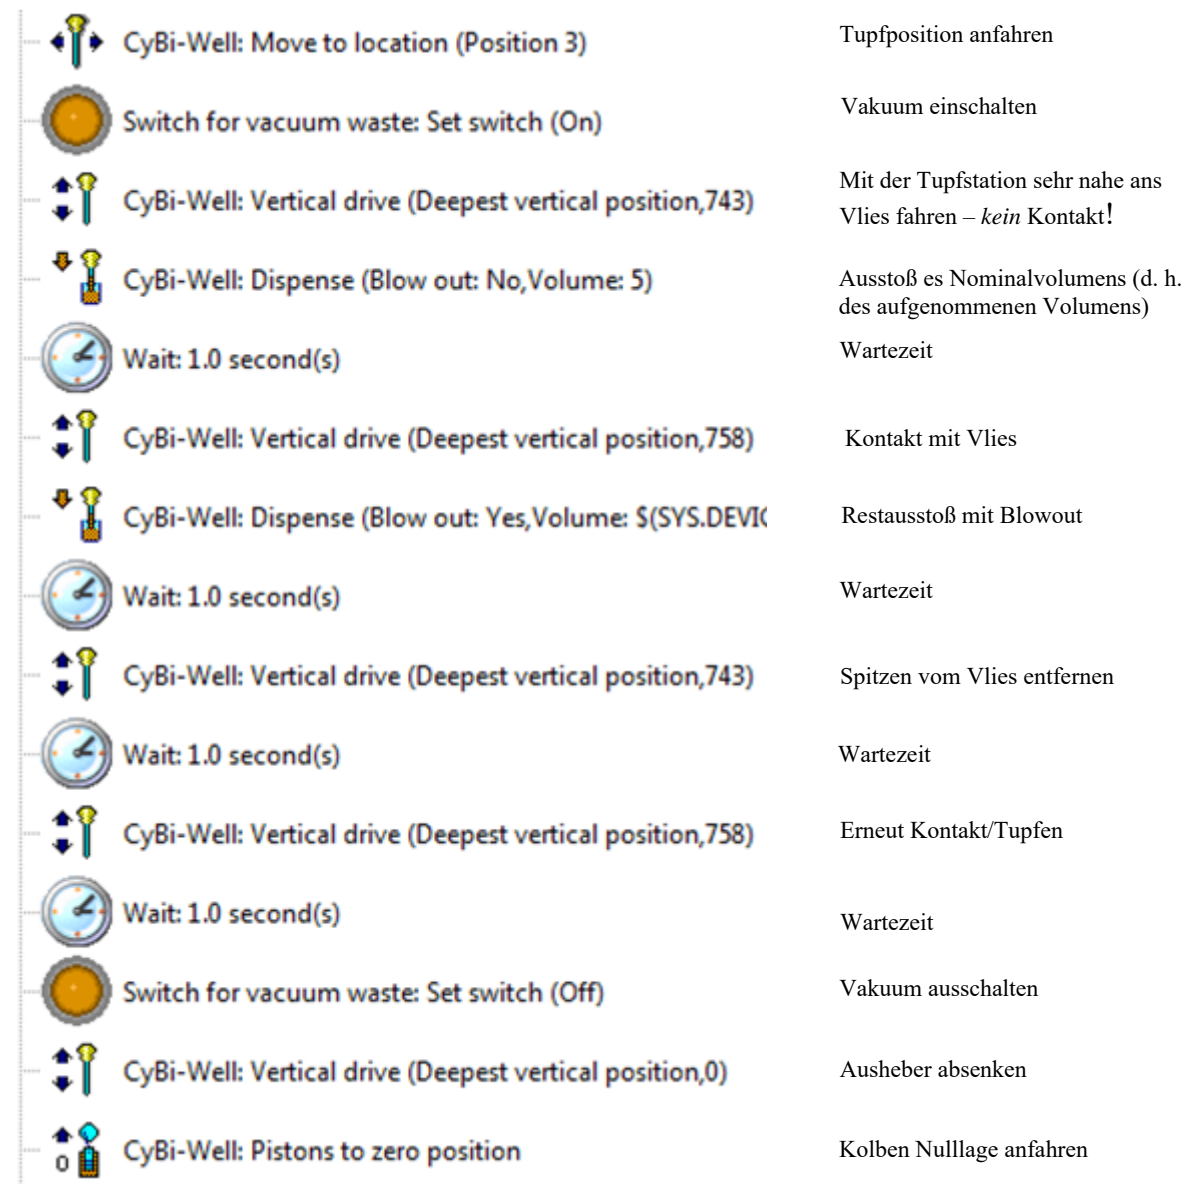 CyBi-Well: Move to location (Position 3)
Tupfposition anfahren
Switch for vacuum waste: Set switch (On)
Vakuum einschalten
CyBi-Well: Vertical drive (Deepest vertical position,743)
Mit der Tupfstation sehr nahe ans
Vlies fahren – kein Kontakt!
CyBi-Well: Dispense (Blow out: No,Volume: 5)
Ausstoß es Nominalvolumens (d. h.
des aufgenommenen Volumens)
Wait: 1.0 second(s)
Wartezeit
CyBi-Well: Vertical drive (Deepest vertical position,758)
Kontakt mit Vlies
CyBi-Well: Dispense (Blow out: Yes,Volume: $(SYS.DEVIC
Restausstoß mit Blowout
Wait: 1.0 second(s)
Wartezeit
CyBi-Well: Vertical drive (Deepest vertical position,743)
Spitzen vom Vlies entfernen
Wait: 1.0 second(s)
Wartezeit
CyBi-Well: Vertical drive (Deepest vertical position,758)
Erneut Kontakt/Tupfen
Wait: 1.0 second(s)
Wartezeit
Switch for vacuum waste: Set switch (Off)
Vakuum ausschalten
CyBi-Well: Vertical drive (Deepest vertical position,0)
Ausheber absenken
0
CyBi-Well: Pistons to zero position
Kolben Nulllage anfahren